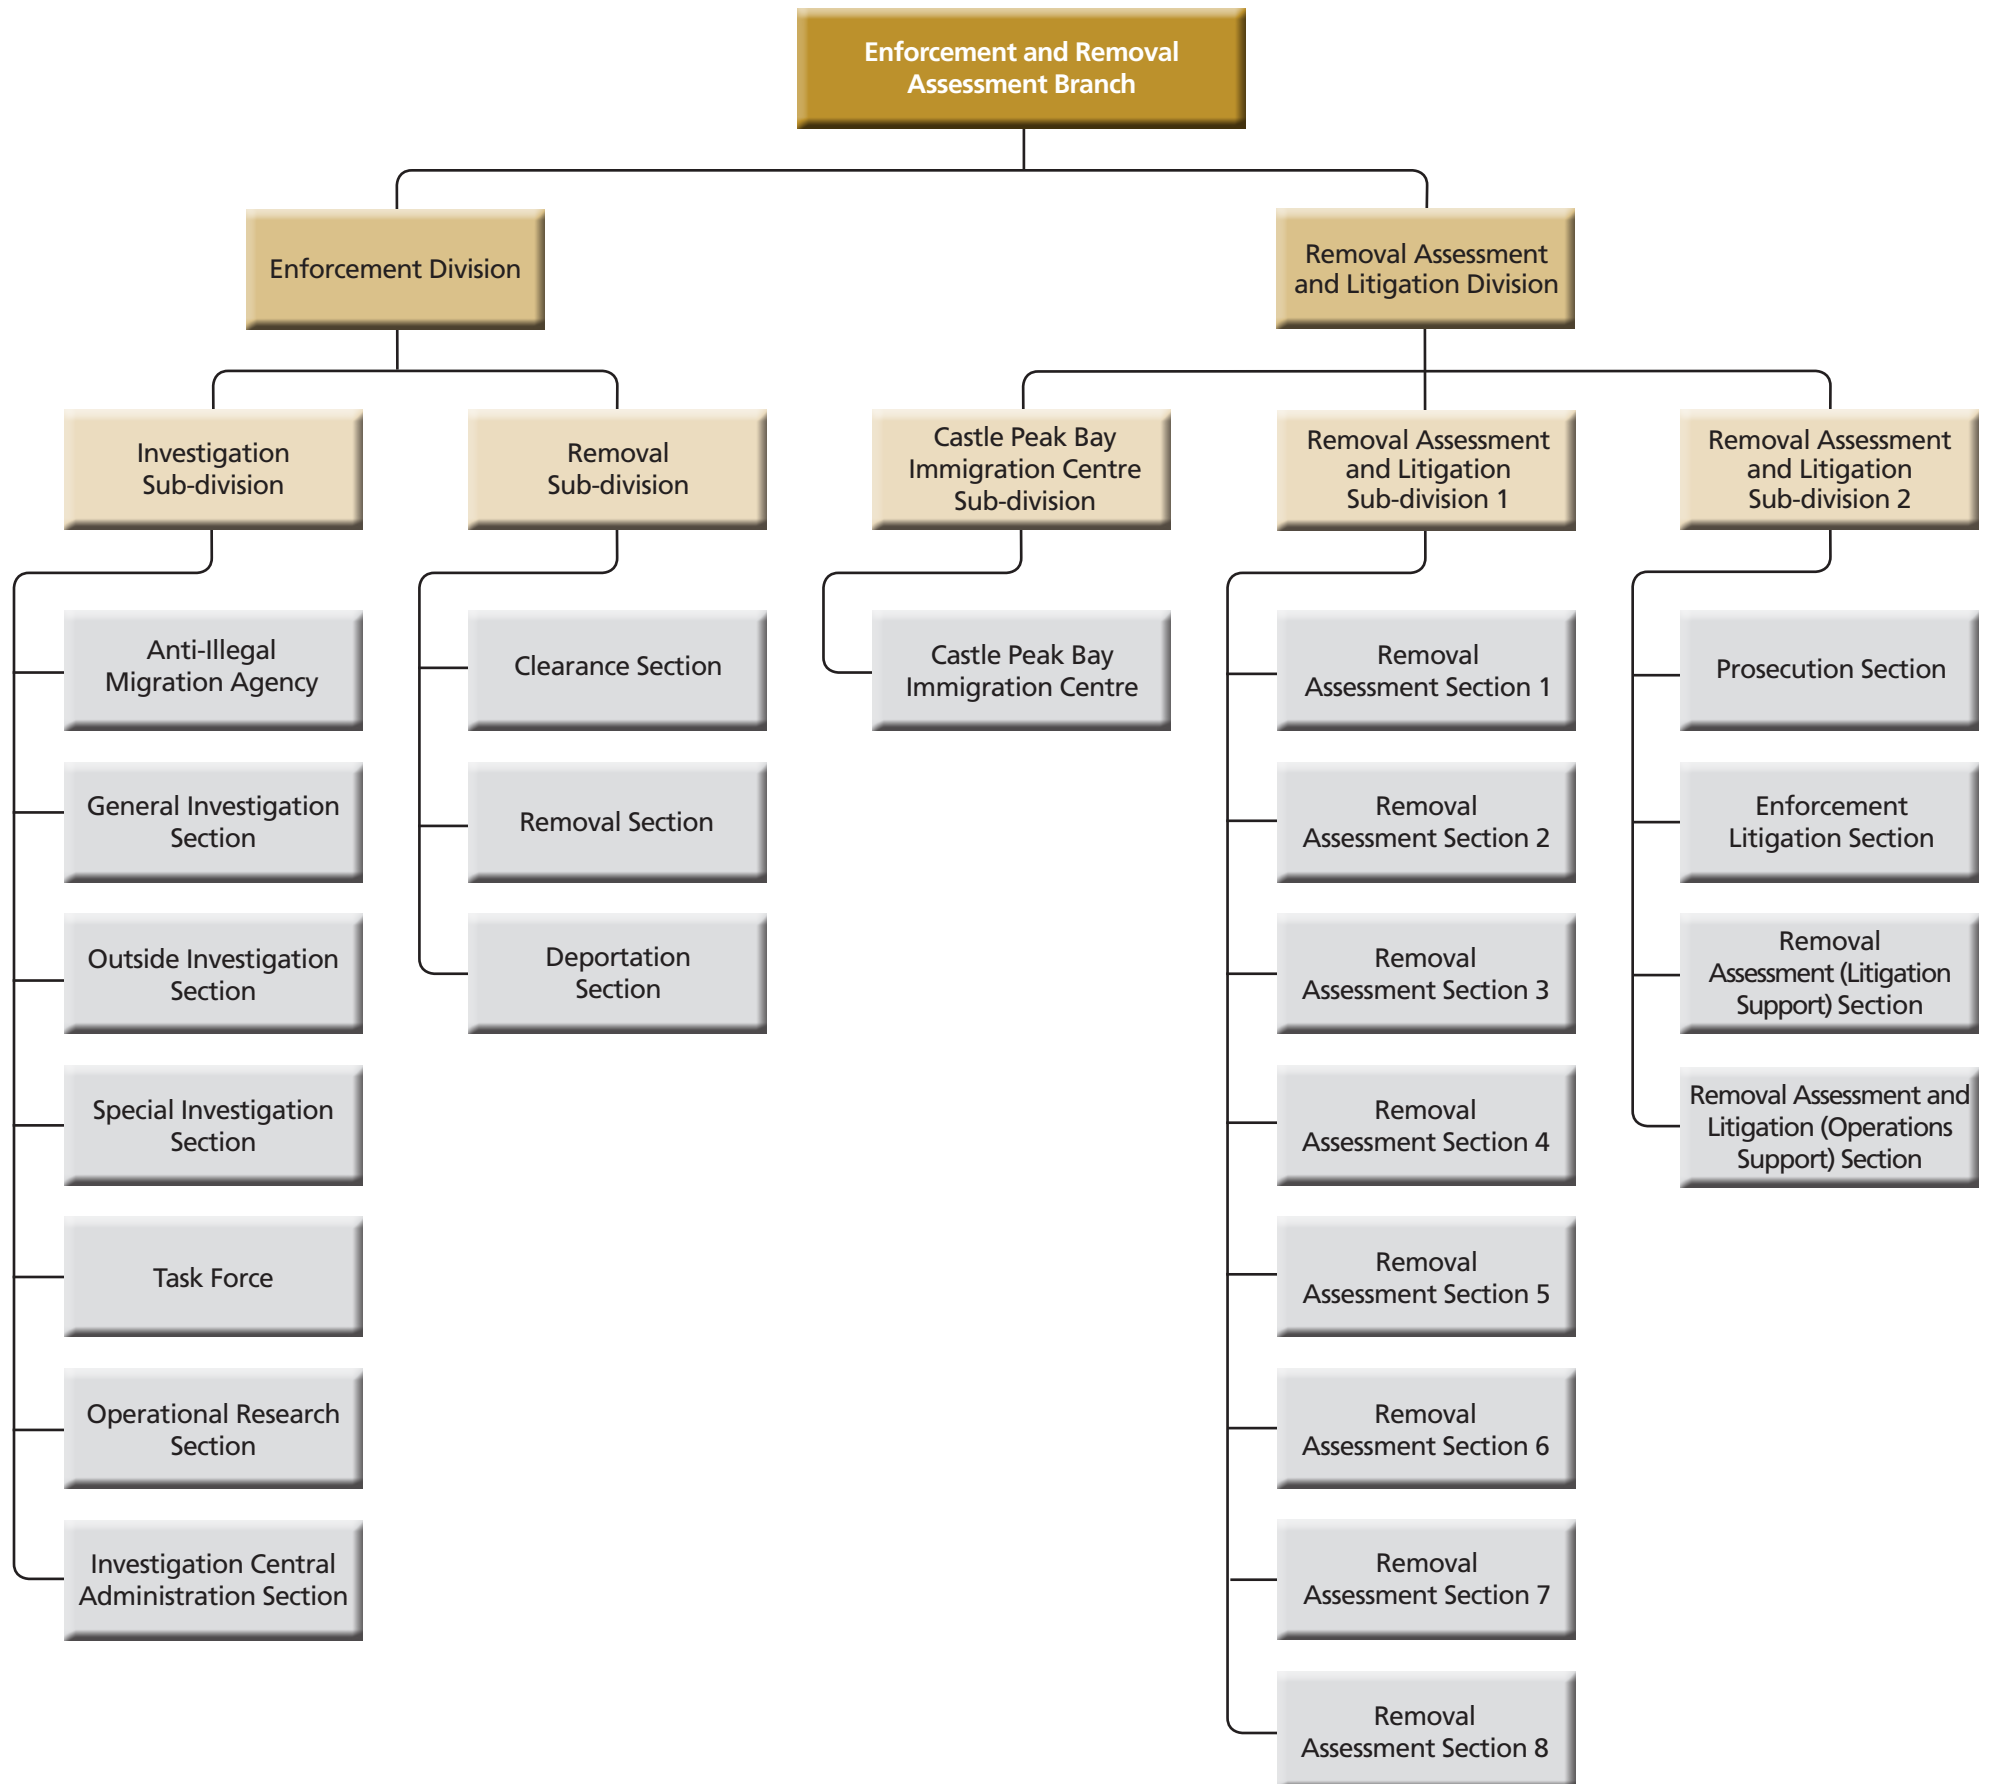 Enforcement and Removal
Assessment Branch
Enforcement Division
Removal Assessment
and Litigation Division
Investigation
Sub-division
Removal
Sub-division
Castle Peak Bay
Immigration Centre
Sub-division
Removal Assessment
and Litigation
Sub-division 1
Removal Assessment
and Litigation
Sub-division 2
Anti-Illegal
Migration Agency
General Investigation
Section
Outside Investigation
Section
Special Investigation
Section
Task Force
Operational Research
Section
Investigation Central
Administration Section
Clearance Section
Removal Section
Deportation
Section
Castle Peak Bay
Immigration Centre
Removal
Assessment Section 1
Removal
Assessment Section 2
Removal
Assessment Section 3
Removal
Assessment Section 4
Removal
Assessment Section 5
Removal
Assessment Section 6
Removal
Assessment Section 7
Removal
Assessment Section 8
Prosecution Section
Enforcement
Litigation Section
Removal
Assessment (Litigation
Support) Section
Removal Assessment and
Litigation (Operations
Support) Section